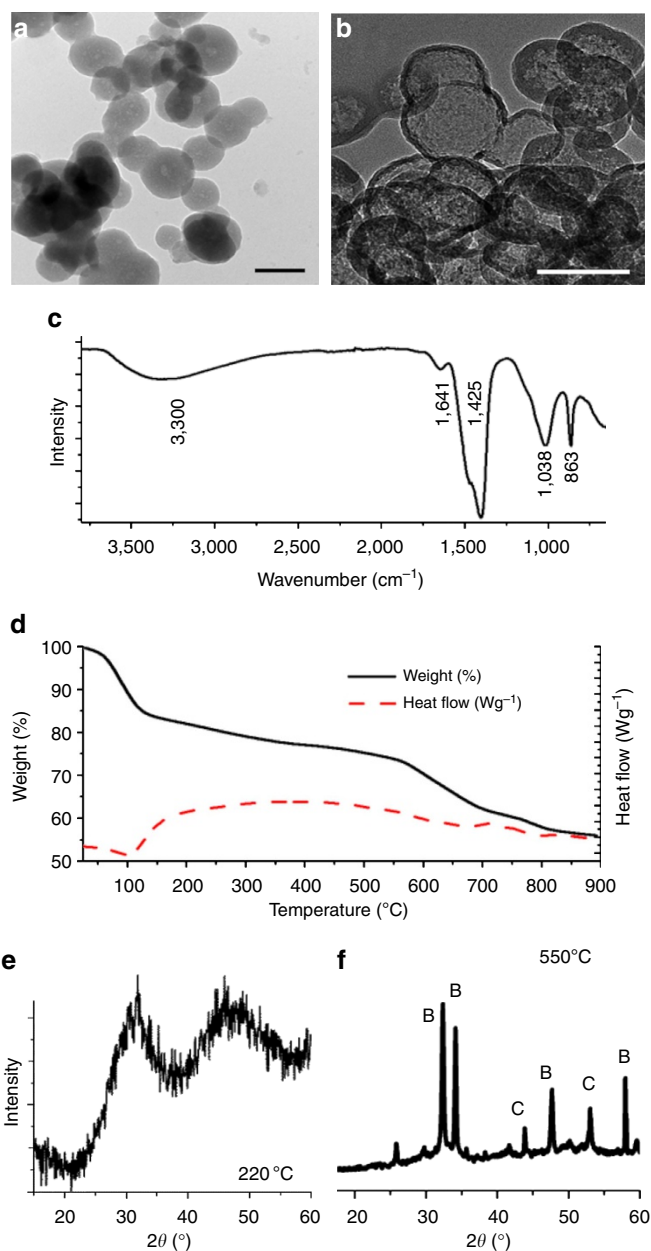 a
b
c
Intensity
3,300
1,641
1,425
1,038
863
3,500 3,000 2,500 2,000 1,500 1,000
Wavenumber (cm⁻¹)
d
100
90
80
70
60
50
Weight (%)
Weight (%)
Heat flow (Wg⁻¹)
Heat flow (Wg⁻¹)
100 200 300 400 500 600 700 800 900
Temperature (°C)
e
Intensity
220 °C
20 30 40 50 60
2θ (°)
f
550°C
B
B
C
B
C
B
20 30 40 50 60
2θ (°)